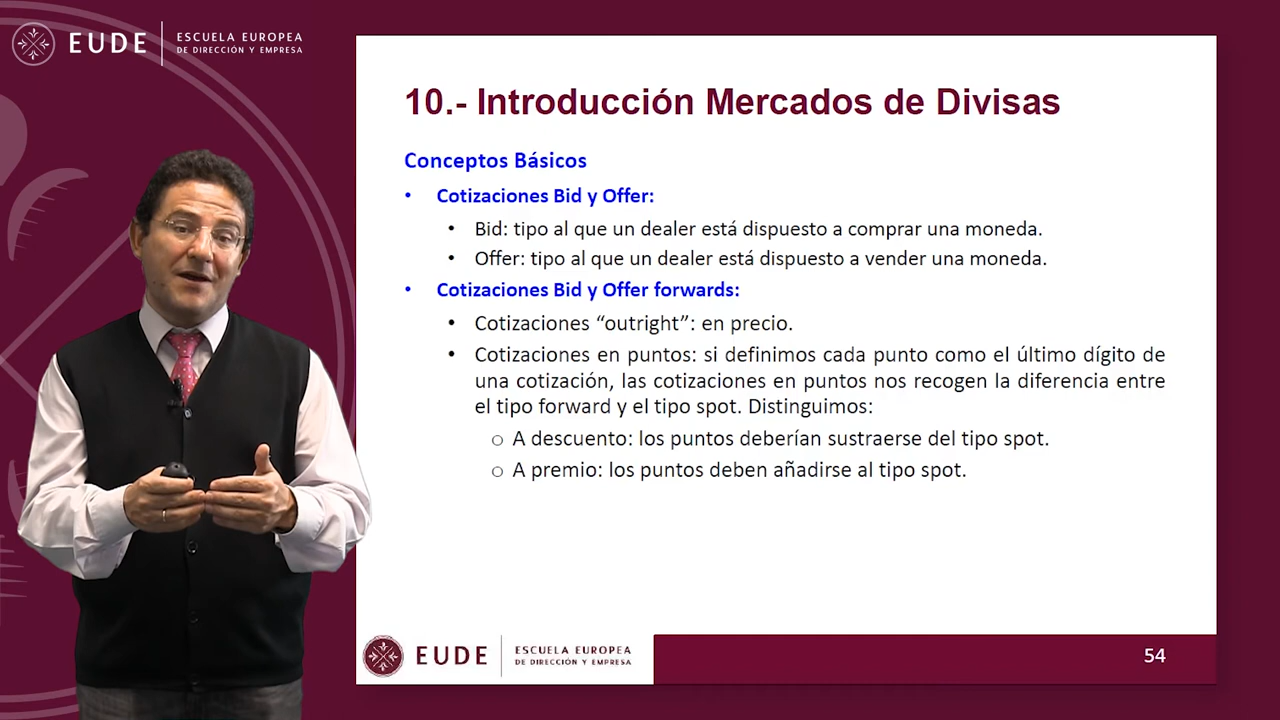 EUDE
ESCUELA EUROPEA
DE DIRECCIÓN Y EMPRESA
10.- Introducción Mercados de Divisas
Conceptos Básicos
• Cotizaciones Bid y Offer:
• Bid: tipo al que un dealer está dispuesto a comprar una moneda.
• Offer: tipo al que un dealer está dispuesto a vender una moneda.
• Cotizaciones Bid y Offer forwards:
• Cotizaciones “outright”: en precio.
• Cotizaciones en puntos: si definimos cada punto como el último dígito de
una cotización, las cotizaciones en puntos nos recogen la diferencia entre
el tipo forward y el tipo spot. Distinguimos:
o A descuento: los puntos deberían sustraerse del tipo spot.
o A premio: los puntos deben añadirse al tipo spot.
EUDE
ESCUELA EUROPEA
DE DIRECCIÓN Y EMPRESA
54